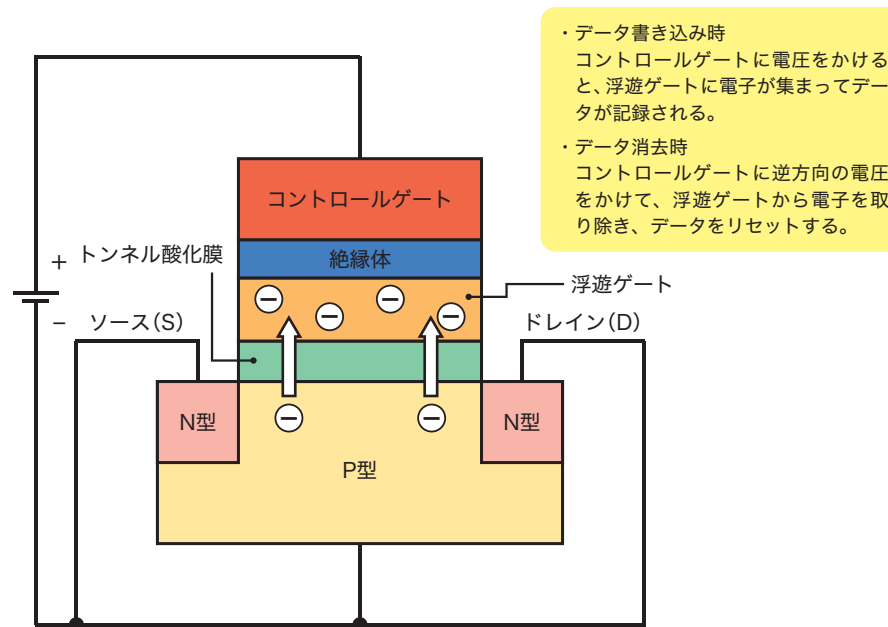 ・データ書き込み時
コントロールゲートに電圧をかける
と、浮遊ゲートに電子が集まってデー
タが記録される。
・データ消去時
コントロールゲートに逆方向の電圧
をかけて、浮遊ゲートから電子を取
り除き、データをリセットする。
コントロールゲート
+ トンネル酸化膜
絶縁体
浮遊ゲート
− ソース(S)
ドレイン(D)
N型
N型
P型